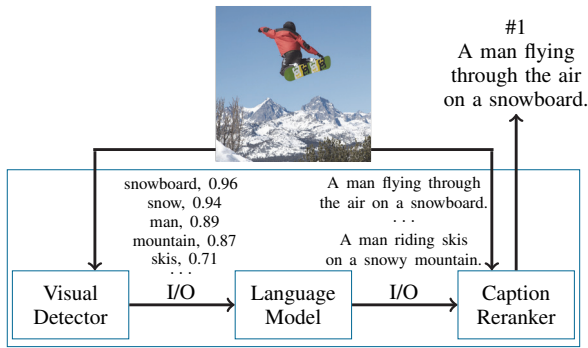 #1
A man flying
through the air
on a snowboard.
snowboard, 0.96
snow, 0.94
man, 0.89
mountain, 0.87
skis, 0.71
. . .
A man flying through
the air on a snowboard.
. . .
A man riding skis
on a snowy mountain.
Visual
Detector
I/O
Language
Model
I/O
Caption
Reranker